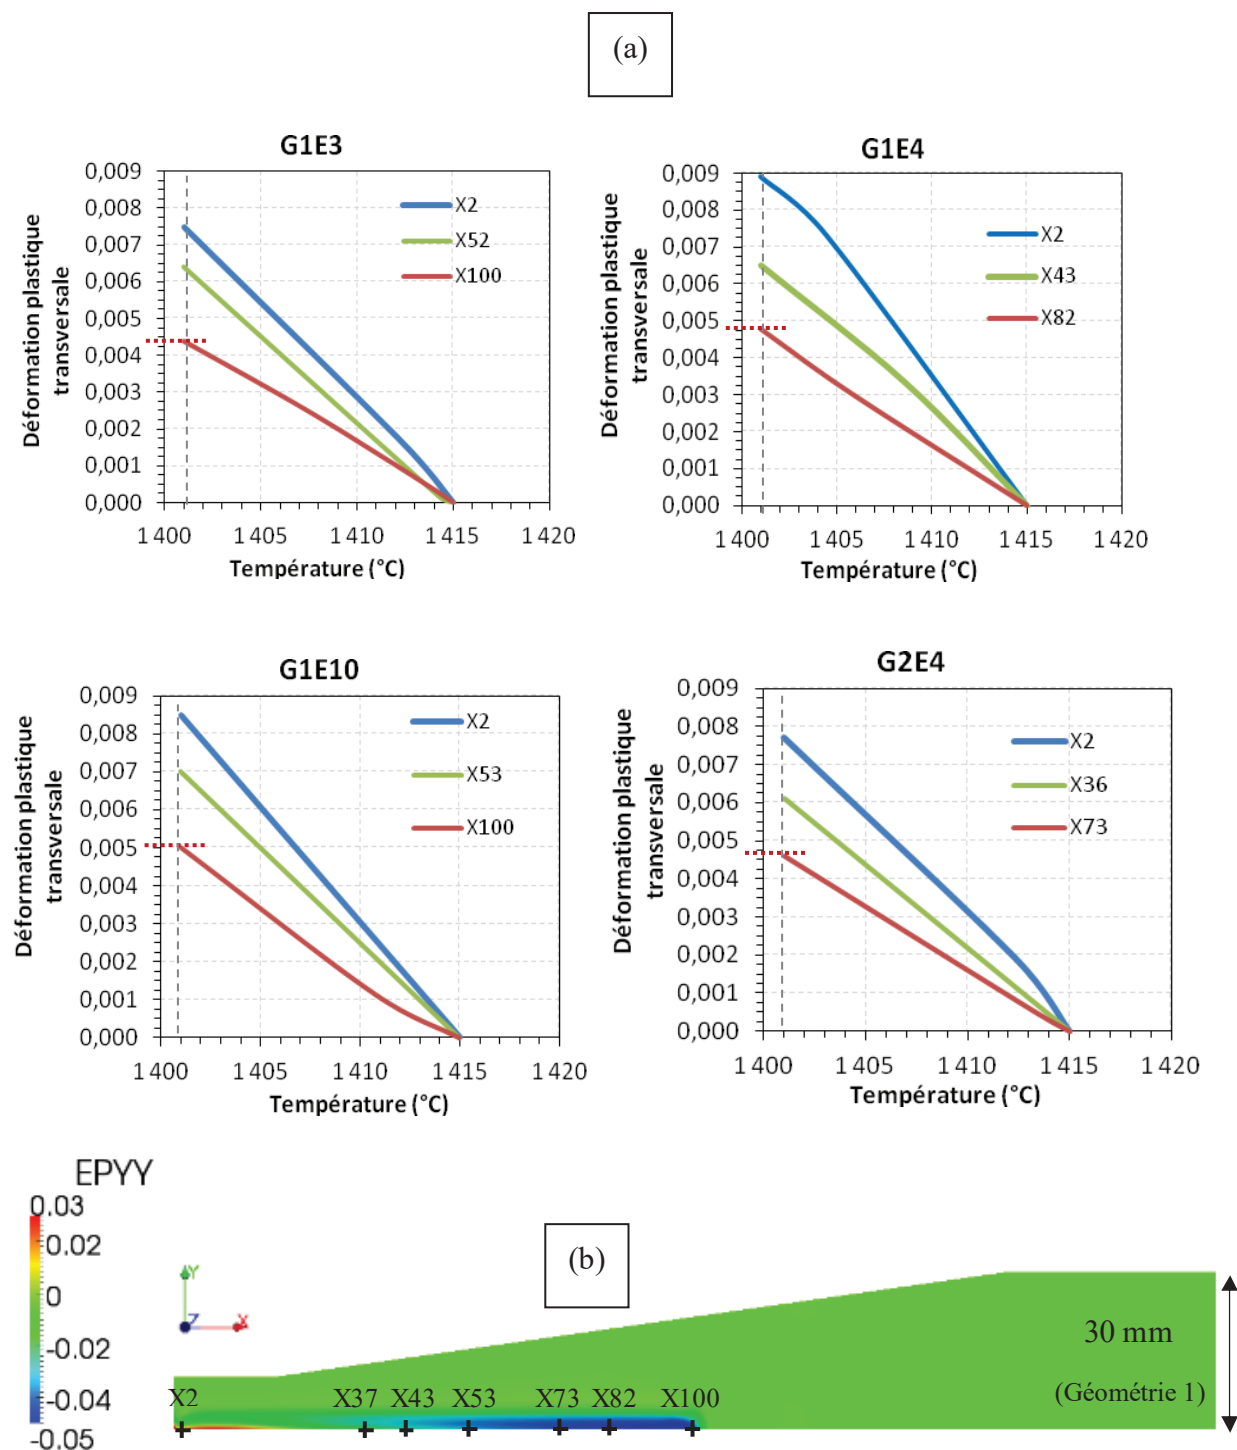 (a)
G1E3
0,009
0,008
0,007
0,006
0,005
0,004
0,003
0,002
0,001
0,000
Déformation plastique
transversale
X2
X52
X100
1 400 1 405 1 410 1 415 1 420
Température (°C)
G1E4
0,009
0,008
0,007
0,006
0,005
0,004
0,003
0,002
0,001
0,000
Déformation plastique
transversale
X2
X43
X82
1 400 1 405 1 410 1 415 1 420
Température (°C)
G1E10
0,009
0,008
0,007
0,006
0,005
0,004
0,003
0,002
0,001
0,000
Déformation plastique
transversale
X2
X53
X100
1 400 1 405 1 410 1 415 1 420
Température (°C)
G2E4
0,009
0,008
0,007
0,006
0,005
0,004
0,003
0,002
0,001
0,000
Déformation plastique
transversale
X2
X36
X73
1 400 1 405 1 410 1 415 1 420
Température (°C)
EPYY
0.03
0.02
0
-0.02
-0.04
-0.05
(b)
Y
Z X
30 mm
(Géométrie 1)
X2 X37 X43 X53 X73 X82 X100